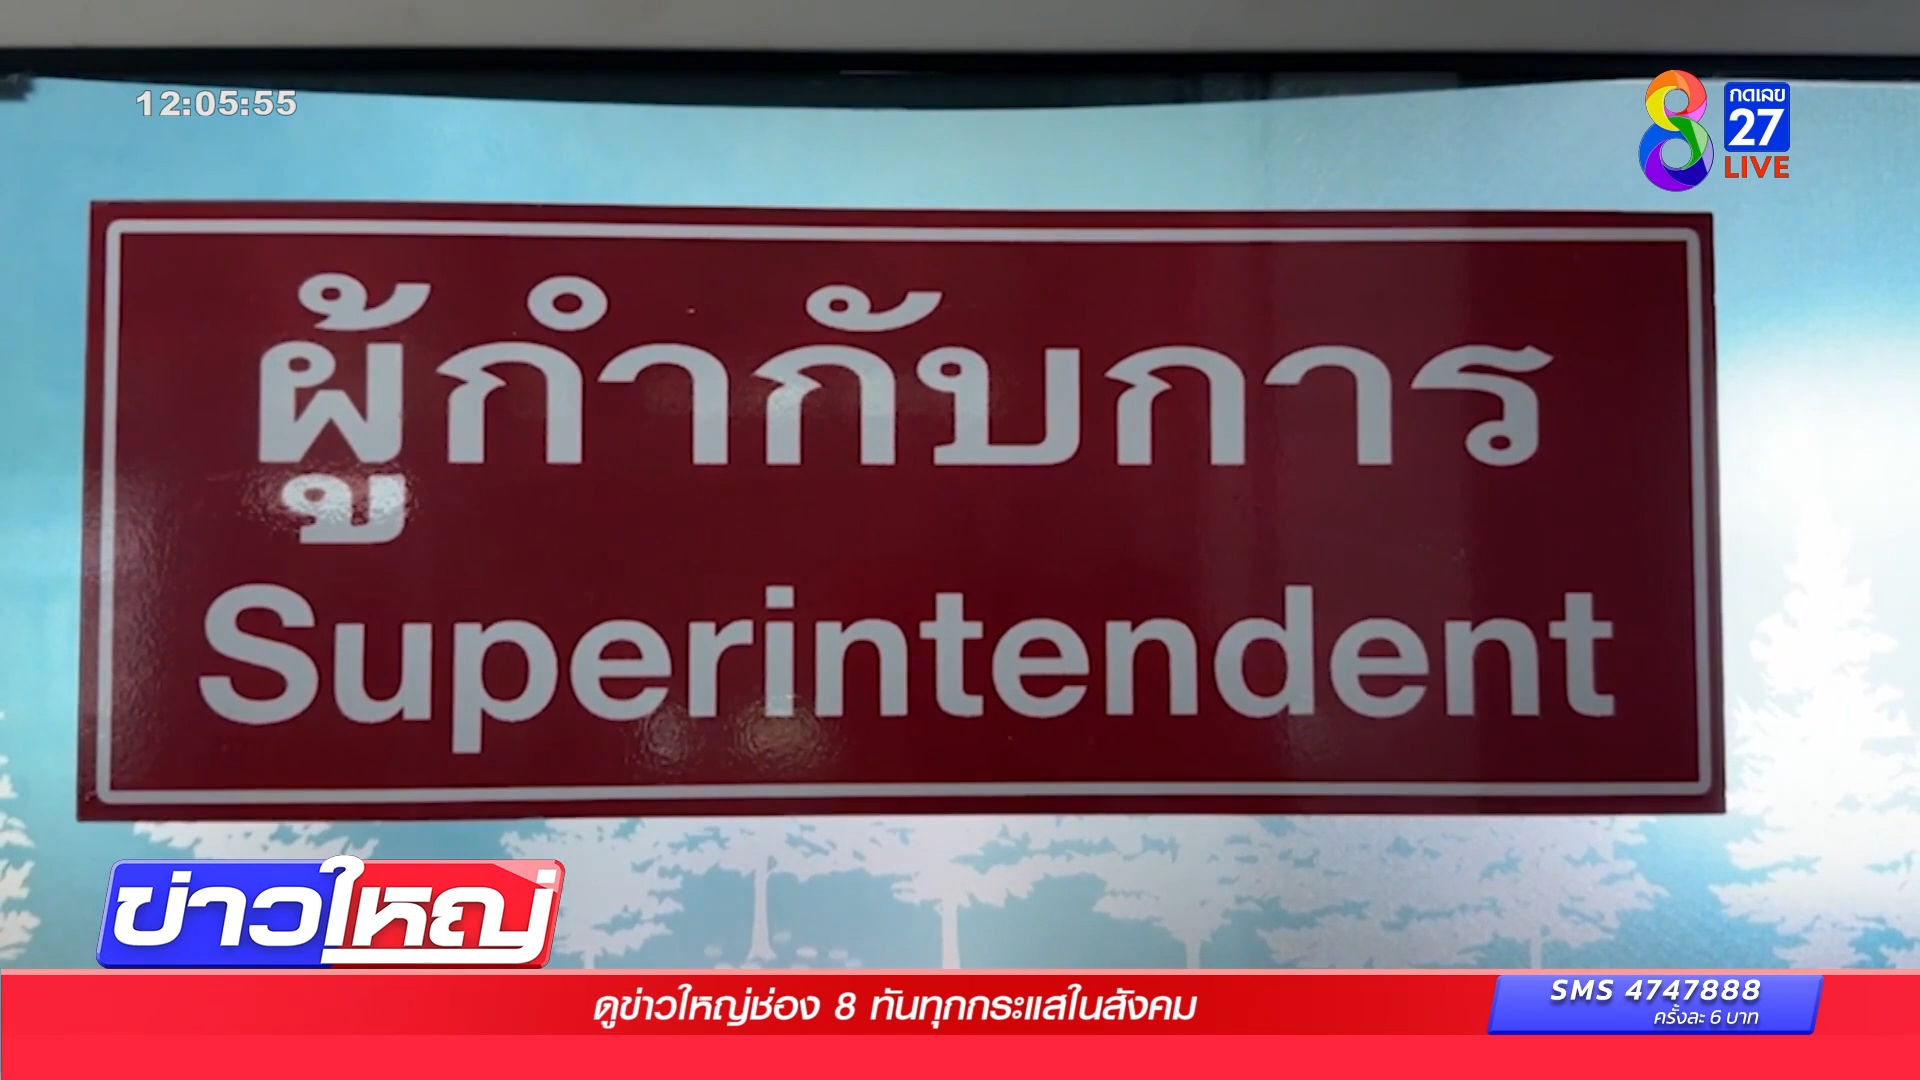 12:05:55
8
กดเลข
27
LIVE
ผู้กำกับการ
Superintendent
ข่าวใหญ่
ดูข่าวใหญ่ช่อง 8 ทันทุกกระแสในสังคม
SMS 4747888
ครั้งละ 6 บาท